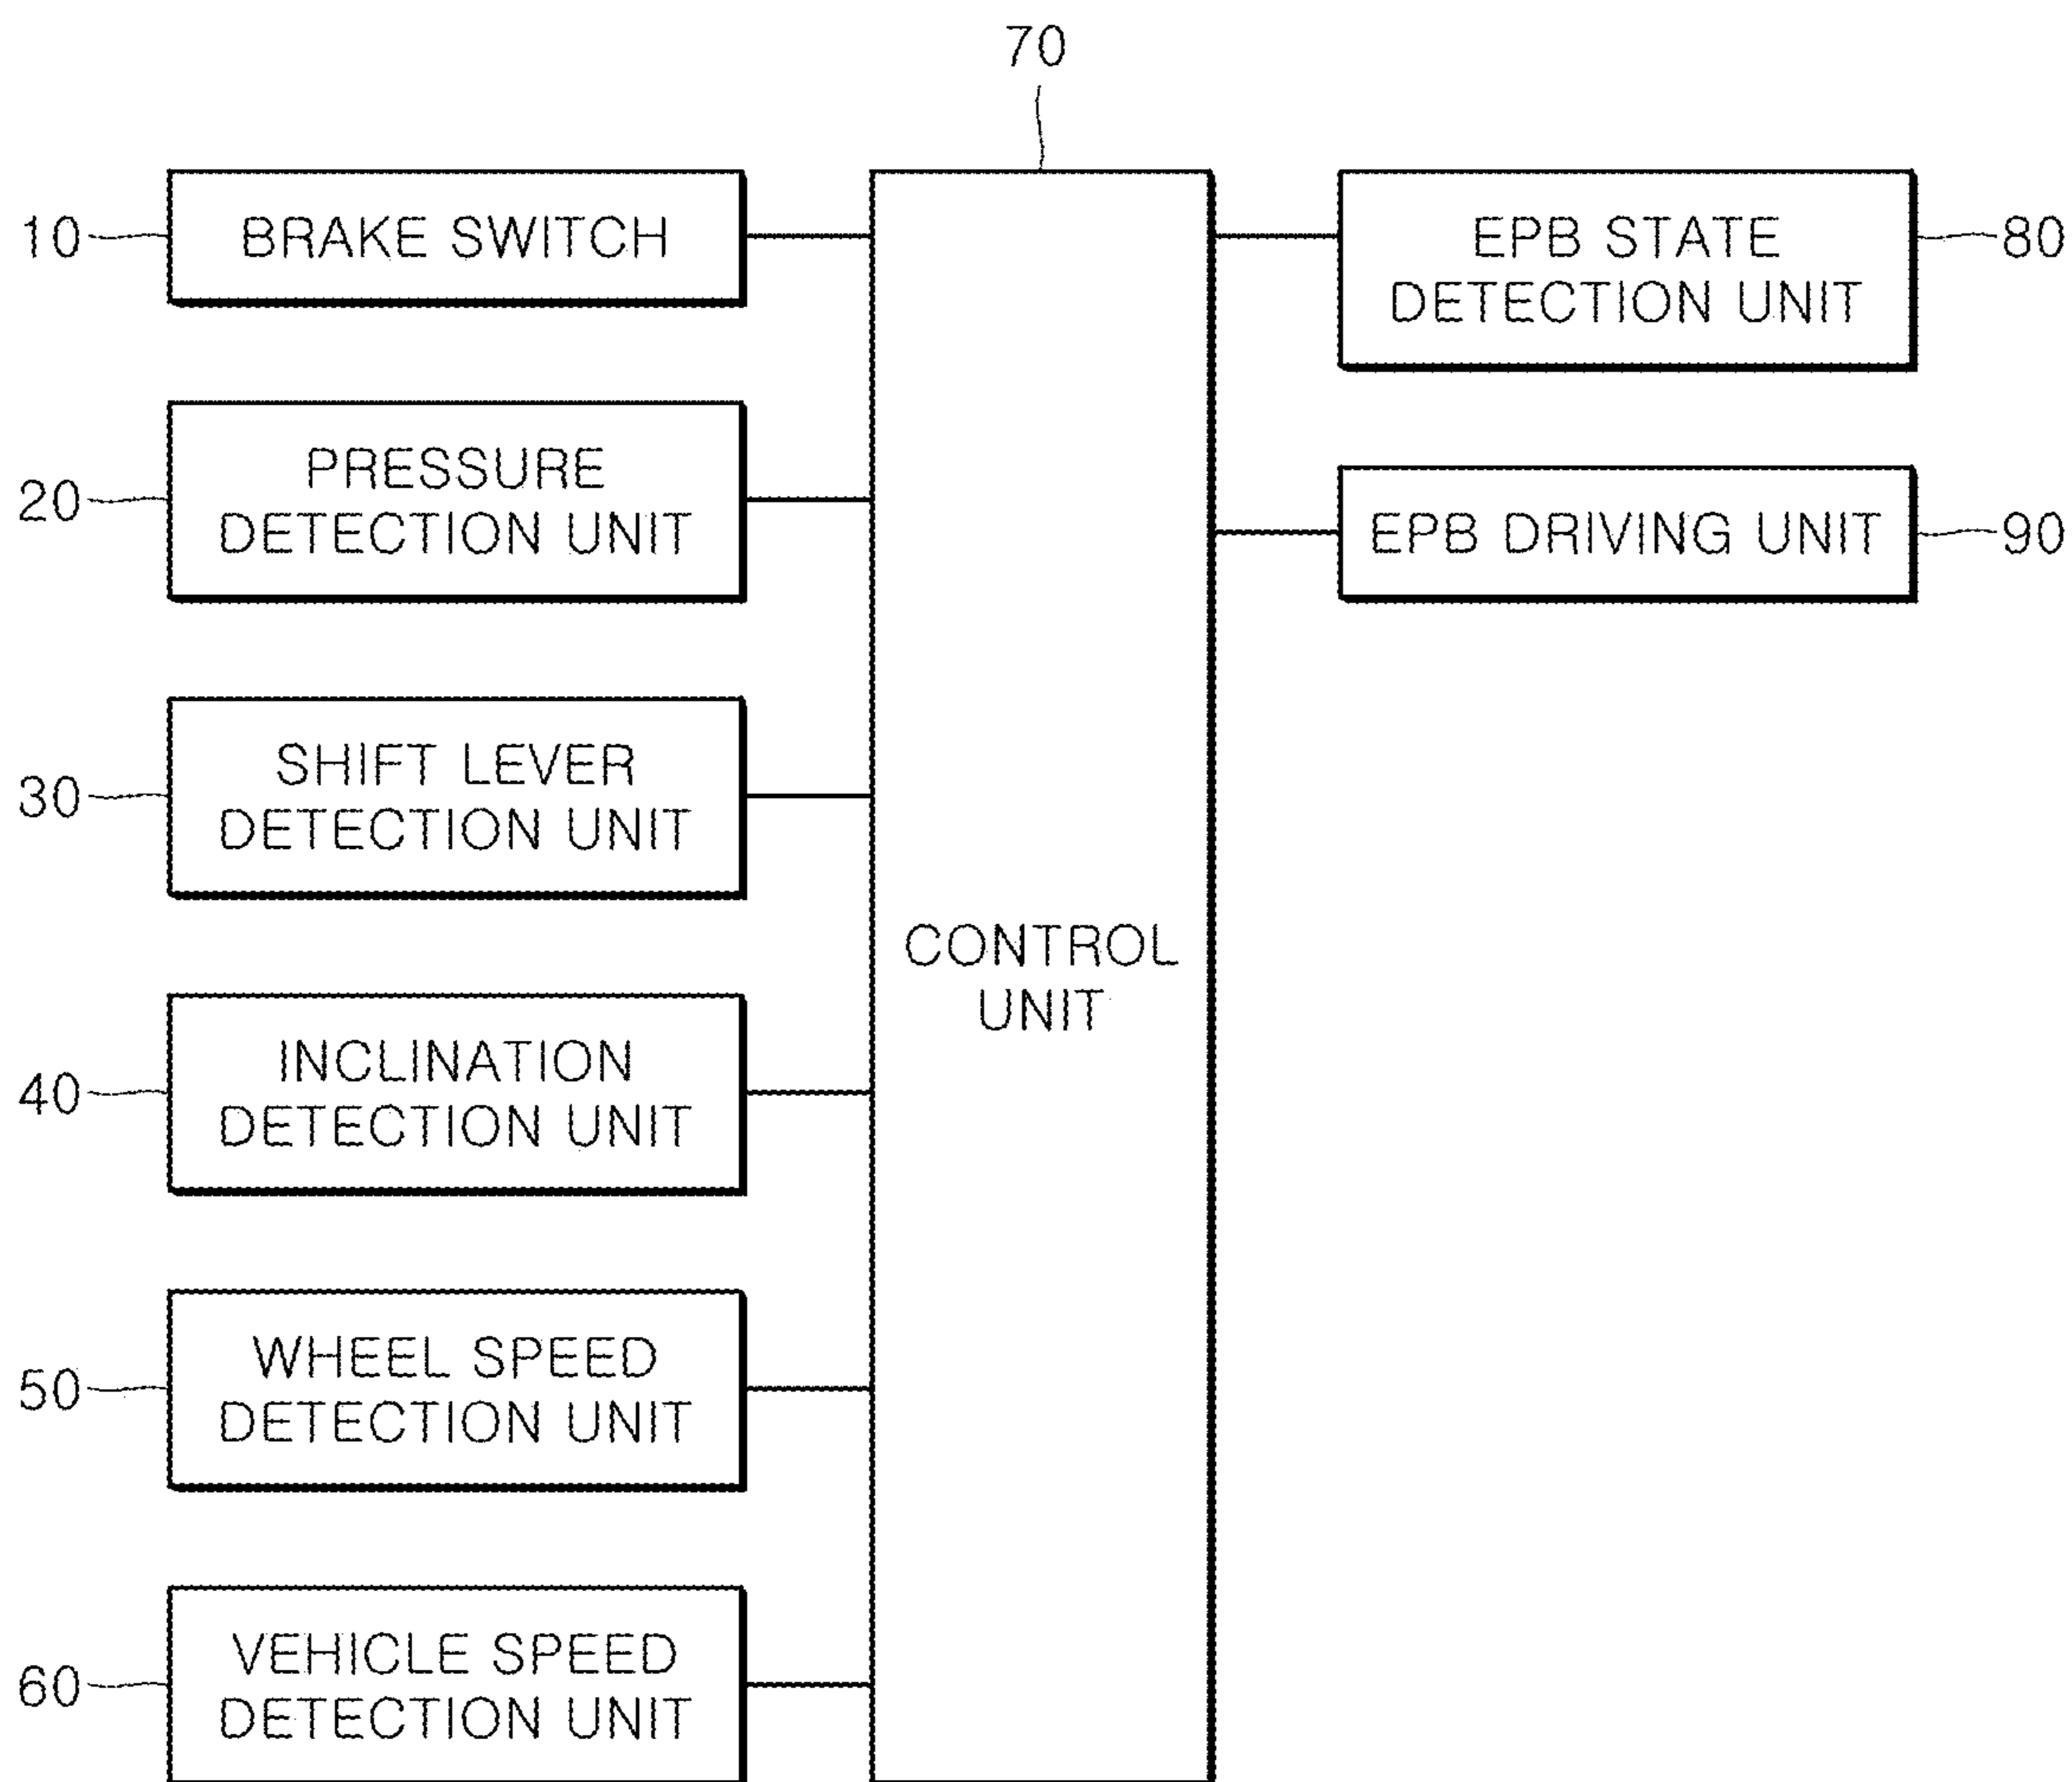 70
10
BRAKE SWITCH
20
PRESSURE
DETECTION UNIT
30
SHIFT LEVER
DETECTION UNIT
40
INCLINATION
DETECTION UNIT
50
WHEEL SPEED
DETECTION UNIT
60
VEHICLE SPEED
DETECTION UNIT
CONTROL
UNIT
EPB STATE
DETECTION UNIT
80
EPB DRIVING UNIT
90